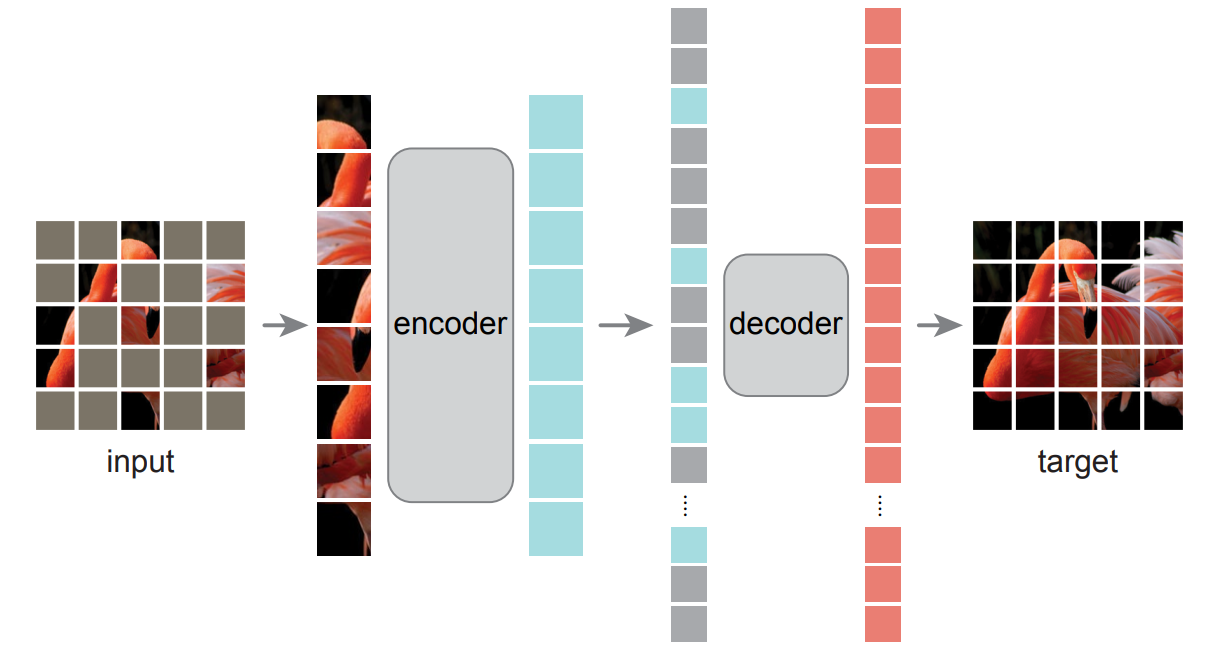 input
encoder
decoder
target